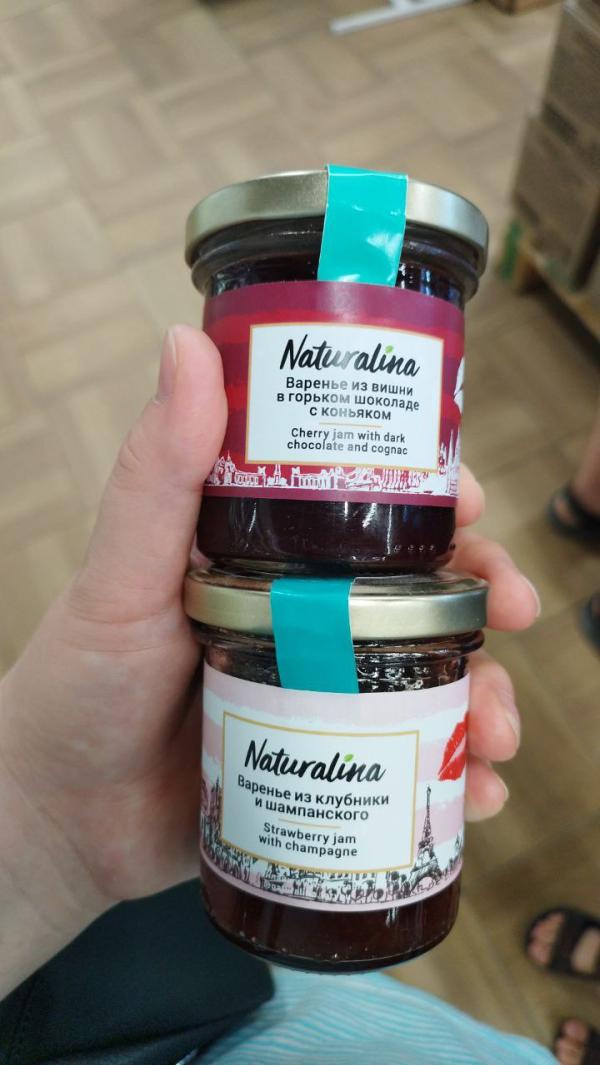 Naturalina
Варенье из вишни
в горьком шоколаде
с коньяком
Cherry jam with dark
chocolate and cognac
Naturalina
Варенье из клубники
и шампанского
Strawberry jam
with champagne